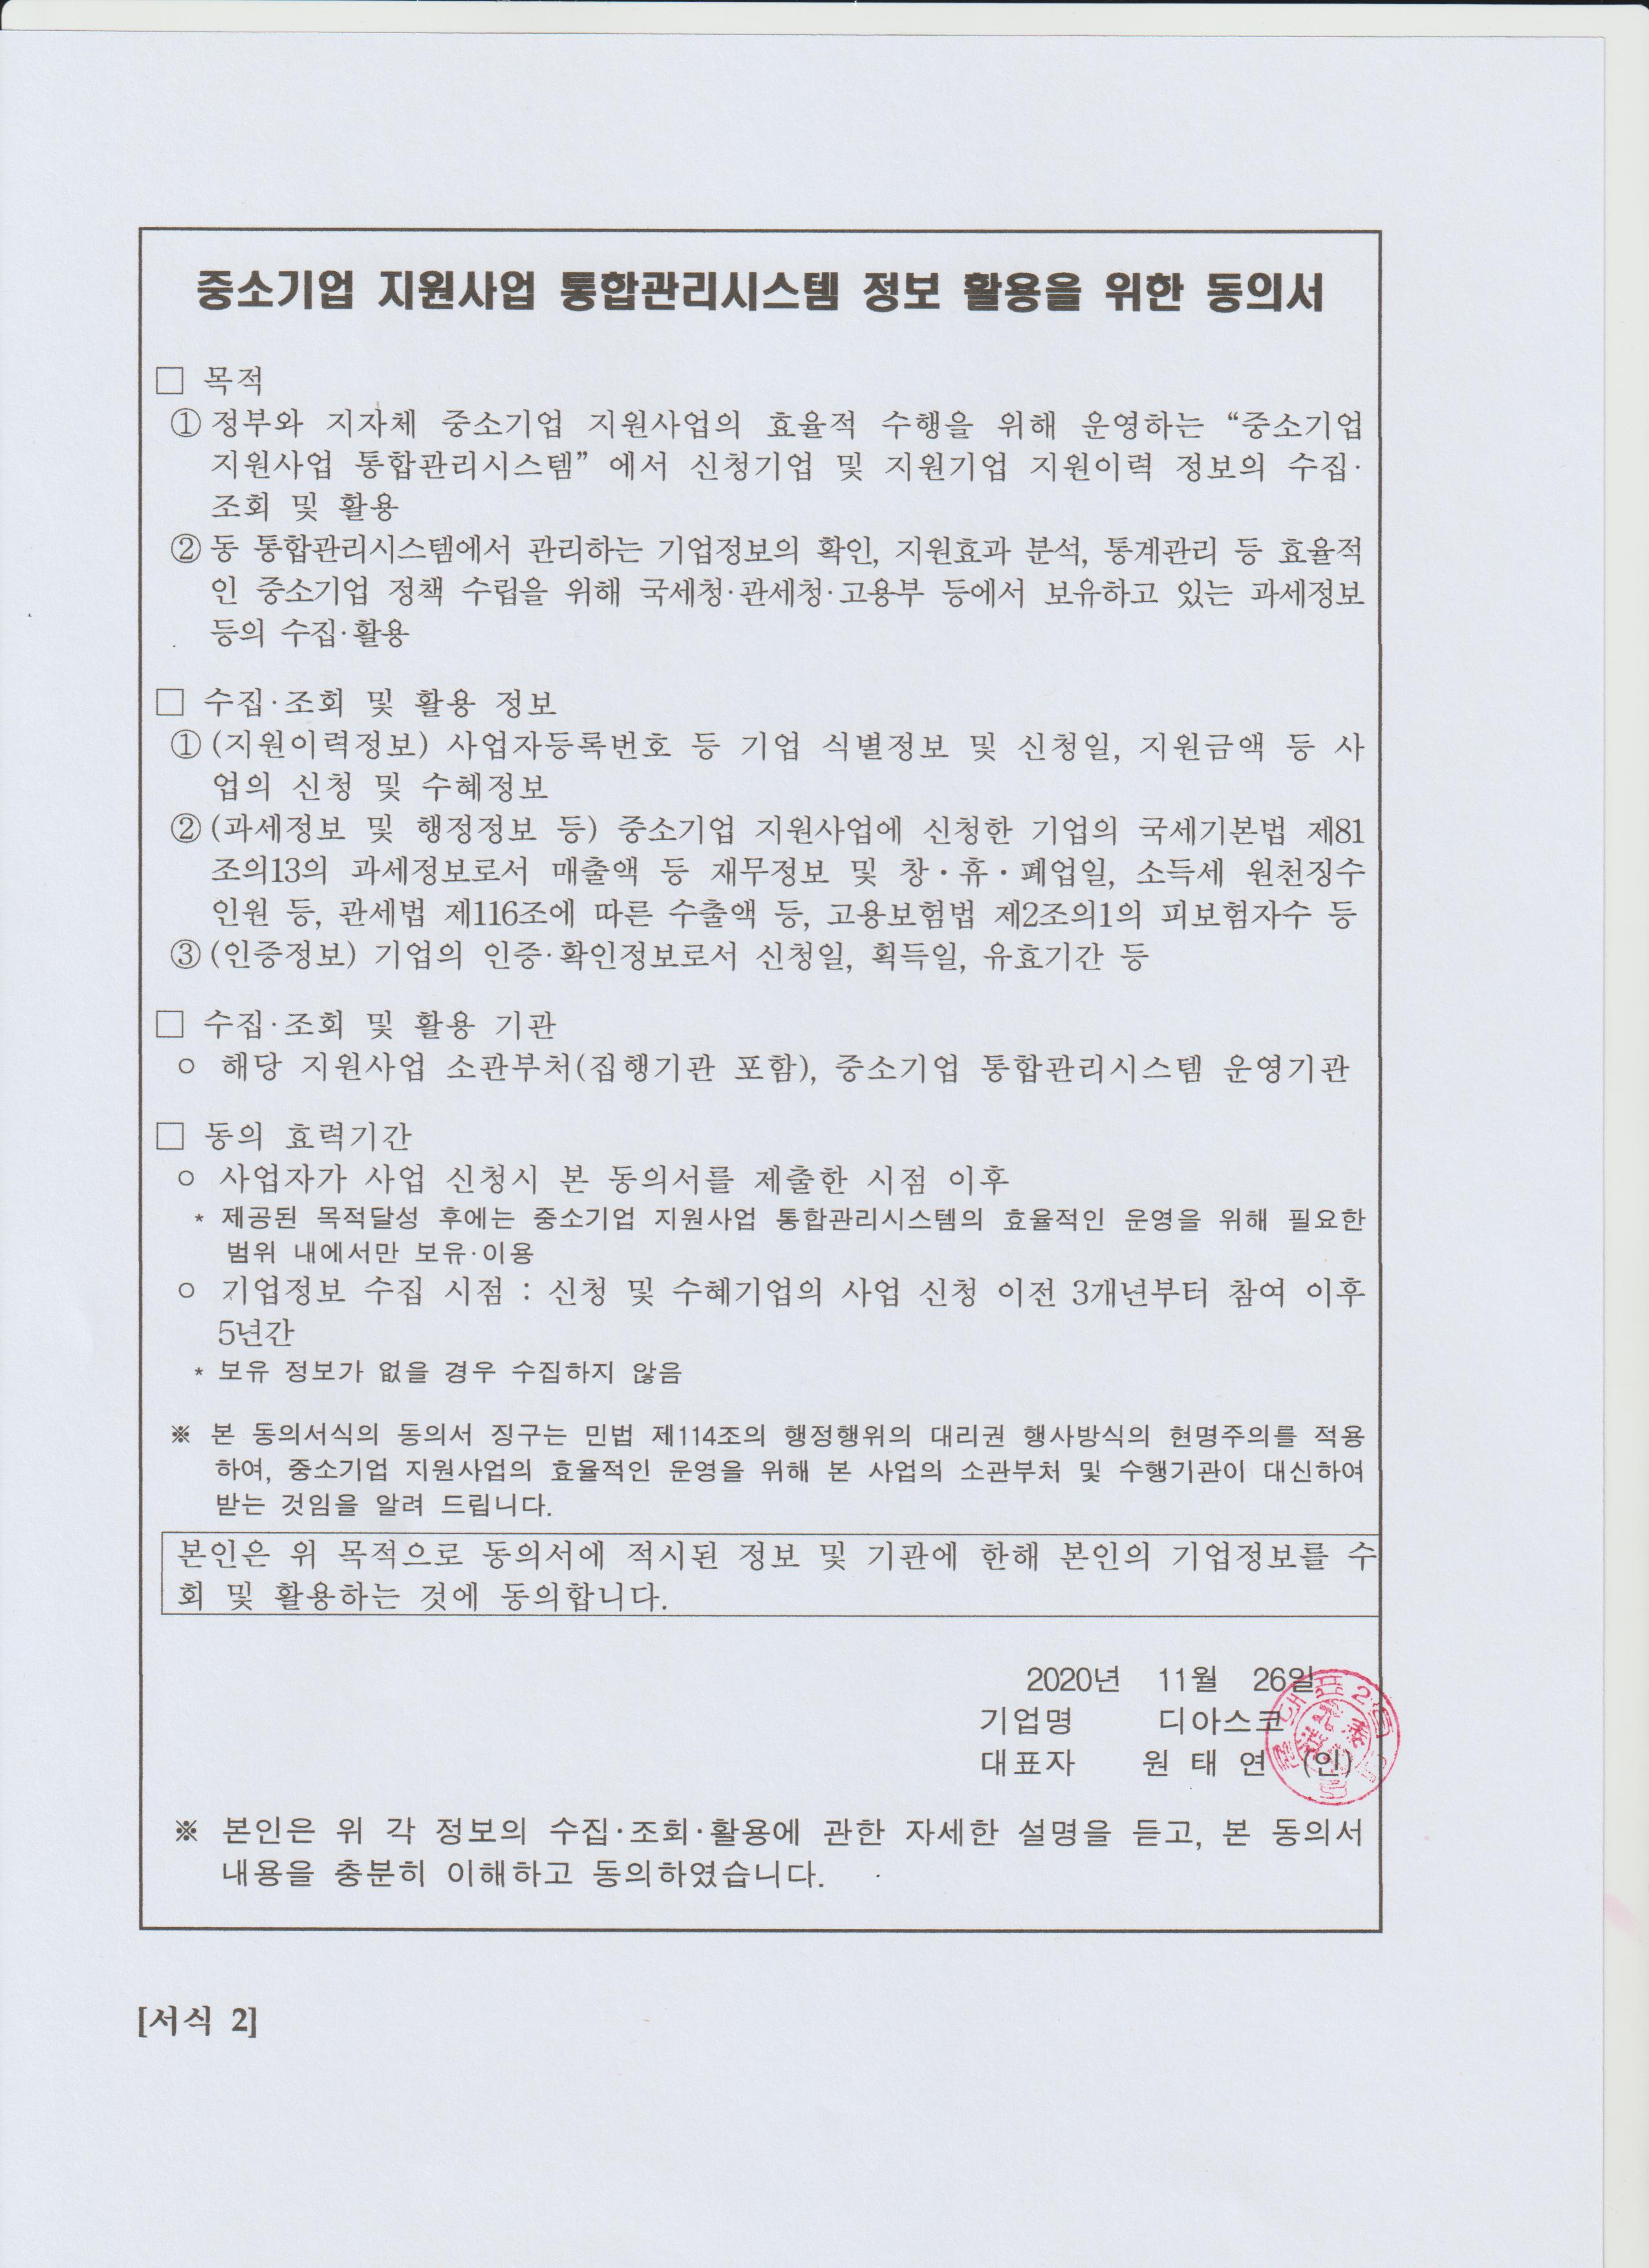 중소기업 지원사업 통합관리시스템 정보 활용을 위한 동의서
□ 목적
① 정부와 지자체 중소기업 지원사업의 효율적 수행을 위해 운영하는 “중소기업
지원사업 통합관리시스템” 에서 신청기업 및 지원기업 지원이력 정보의 수집·
조회 및 활용
② 동 통합관리시스템에서 관리하는 기업정보의 확인, 지원효과 분석, 통계관리 등 효율적
인 중소기업 정책 수립을 위해 국세청·관세청·고용부 등에서 보유하고 있는 과세정보
등의 수집·활용
□ 수집·조회 및 활용 정보
① (지원이력정보) 사업자등록번호 등 기업 식별정보 및 신청일, 지원금액 등 사
업의 신청 및 수혜정보
② (과세정보 및 행정정보 등) 중소기업 지원사업에 신청한 기업의 국세기본법 제81
조의13의 과세정보로서 매출액 등 재무정보 및 창·휴·폐업일, 소득세 원천징수
인원 등, 관세법 제116조에 따른 수출액 등, 고용보험법 제2조의1의 피보험자수 등
③ (인증정보) 기업의 인증·확인정보로서 신청일, 획득일, 유효기간 등
□ 수집·조회 및 활용 기관
ㅇ 해당 지원사업 소관부처(집행기관 포함), 중소기업 통합관리시스템 운영기관
□ 동의 효력기간
ㅇ 사업자가 사업 신청시 본 동의서를 제출한 시점 이후
* 제공된 목적달성 후에는 중소기업 지원사업 통합관리시스템의 효율적인 운영을 위해 필요한
범위 내에서만 보유·이용
ㅇ 기업정보 수집 시점 : 신청 및 수혜기업의 사업 신청 이전 3개년부터 참여 이후
5년간
* 보유 정보가 없을 경우 수집하지 않음
※ 본 동의서식의 동의서 징구는 민법 제114조의 행정행위의 대리권 행사방식의 현명주의를 적용
하여, 중소기업 지원사업의 효율적인 운영을 위해 본 사업의 소관부처 및 수행기관이 대신하여
받는 것임을 알려 드립니다.
본인은 위 목적으로 동의서에 적시된 정보 및 기관에 한해 본인의 기업정보를 수
회 및 활용하는 것에 동의합니다.
2020년 11월 26일
기업명 디아스코
대표자 원 태 연 (인)
※ 본인은 위 각 정보의 수집·조회·활용에 관한 자세한 설명을 듣고, 본 동의서
내용을 충분히 이해하고 동의하였습니다.
[서식 2]